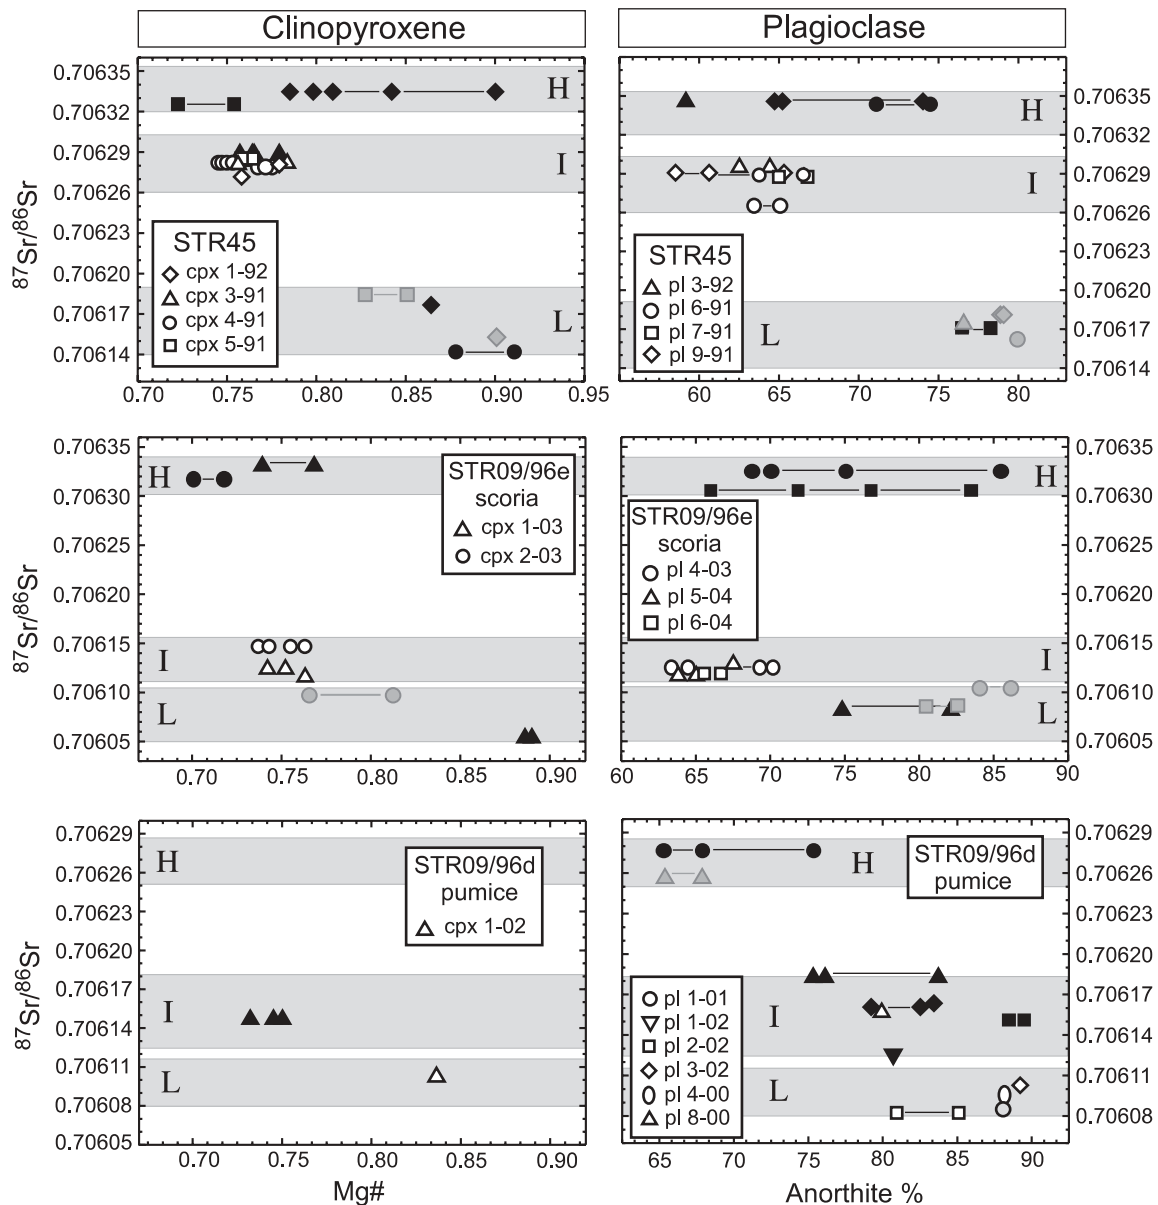 Clinopyroxene
Plagioclase
⁸⁷Sr/⁸⁶Sr
0.70635
0.70632
0.70629
0.70626
0.70623
0.70620
0.70617
0.70614
H
I
L
STR45
cpx 1-92
cpx 3-91
cpx 4-91
cpx 5-91
0.70 0.75 0.80 0.85 0.90 0.95
H
I
L
STR45
pl 3-92
pl 6-91
pl 7-91
pl 9-91
60 70 80
0.70635
0.70632
0.70629
0.70626
0.70623
0.70620
0.70617
0.70614
⁸⁷Sr/⁸⁶Sr
0.70635
0.70630
0.70625
0.70620
0.70615
0.70610
0.70605
H
I
L
STR09/96e
scoria
cpx 1-03
cpx 2-03
0.70 0.75 0.80 0.85 0.90
H
I
L
STR09/96e
scoria
pl 4-03
pl 5-04
pl 6-04
60 65 70 75 80 85 90
0.70635
0.70630
0.70625
0.70620
0.70615
0.70610
0.70605
⁸⁷Sr/⁸⁶Sr
0.70629
0.70626
0.70623
0.70620
0.70617
0.70614
0.70611
0.70608
0.70605
H
I
L
STR09/96d
pumice
cpx 1-02
0.70 0.75 0.80 0.85 0.90
Mg#
H
I
L
STR09/96d
pumice
pl 1-01
pl 1-02
pl 2-02
pl 3-02
pl 4-00
pl 8-00
65 70 75 80 85 90
Anorthite %
0.70629
0.70626
0.70623
0.70620
0.70617
0.70614
0.70611
0.70608